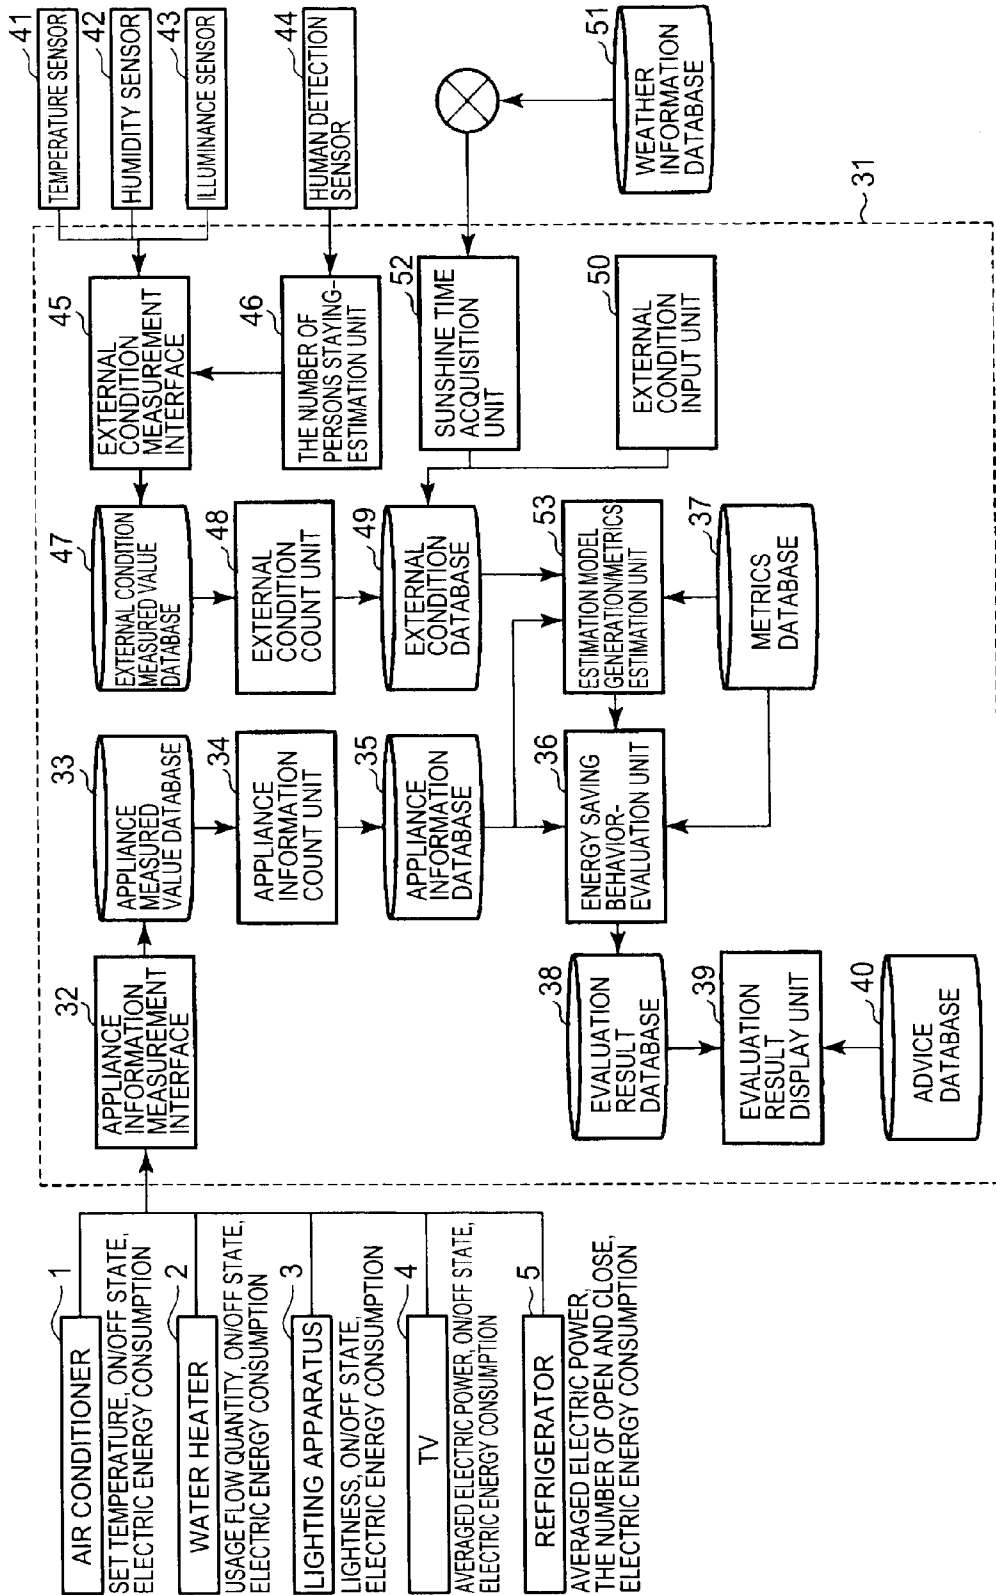 1
AIR CONDITIONER
SET TEMPERATURE, ON/OFF STATE,
ELECTRIC ENERGY CONSUMPTION
2
WATER HEATER
USAGE FLOW QUANTITY, ON/OFF STATE,
ELECTRIC ENERGY CONSUMPTION
3
LIGHTING APPARATUS
LIGHTNESS, ON/OFF STATE,
ELECTRIC ENERGY CONSUMPTION
4
TV
AVERAGED ELECTRIC POWER, ON/OFF STATE,
ELECTRIC ENERGY CONSUMPTION
5
REFRIGERATOR
AVERAGED ELECTRIC POWER,
THE NUMBER OF OPEN AND CLOSE,
ELECTRIC ENERGY CONSUMPTION
32
APPLIANCE
INFORMATION
MEASUREMENT
INTERFACE
33
APPLIANCE
MEASURED
VALUE DATABASE
34
APPLIANCE
INFORMATION
COUNT UNIT
35
APPLIANCE
INFORMATION
DATABASE
36
ENERGY SAVING
BEHAVIOR-
EVALUATION UNIT
38
EVALUATION
RESULT
DATABASE
39
EVALUATION
RESULT
DISPLAY UNIT
40
ADVICE
DATABASE
47
EXTERNAL CONDITION
MEASURED VALUE
DATABASE
48
EXTERNAL
CONDITION
COUNT UNIT
49
EXTERNAL
CONDITION
DATABASE
53
ESTIMATION MODEL
GENERATION/METRICS
ESTIMATION UNIT
37
METRICS
DATABASE
45
EXTERNAL
CONDITION
MEASUREMENT
INTERFACE
46
THE NUMBER OF
PERSONS STAYING-
ESTIMATION UNIT
52
SUNSHINE TIME
ACQUISITION
UNIT
50
EXTERNAL
CONDITION
INPUT UNIT
31
41
TEMPERATURE SENSOR
42
HUMIDITY SENSOR
43
ILLUMINANCE SENSOR
44
HUMAN DETECTION
SENSOR
51
WEATHER
INFORMATION
DATABASE